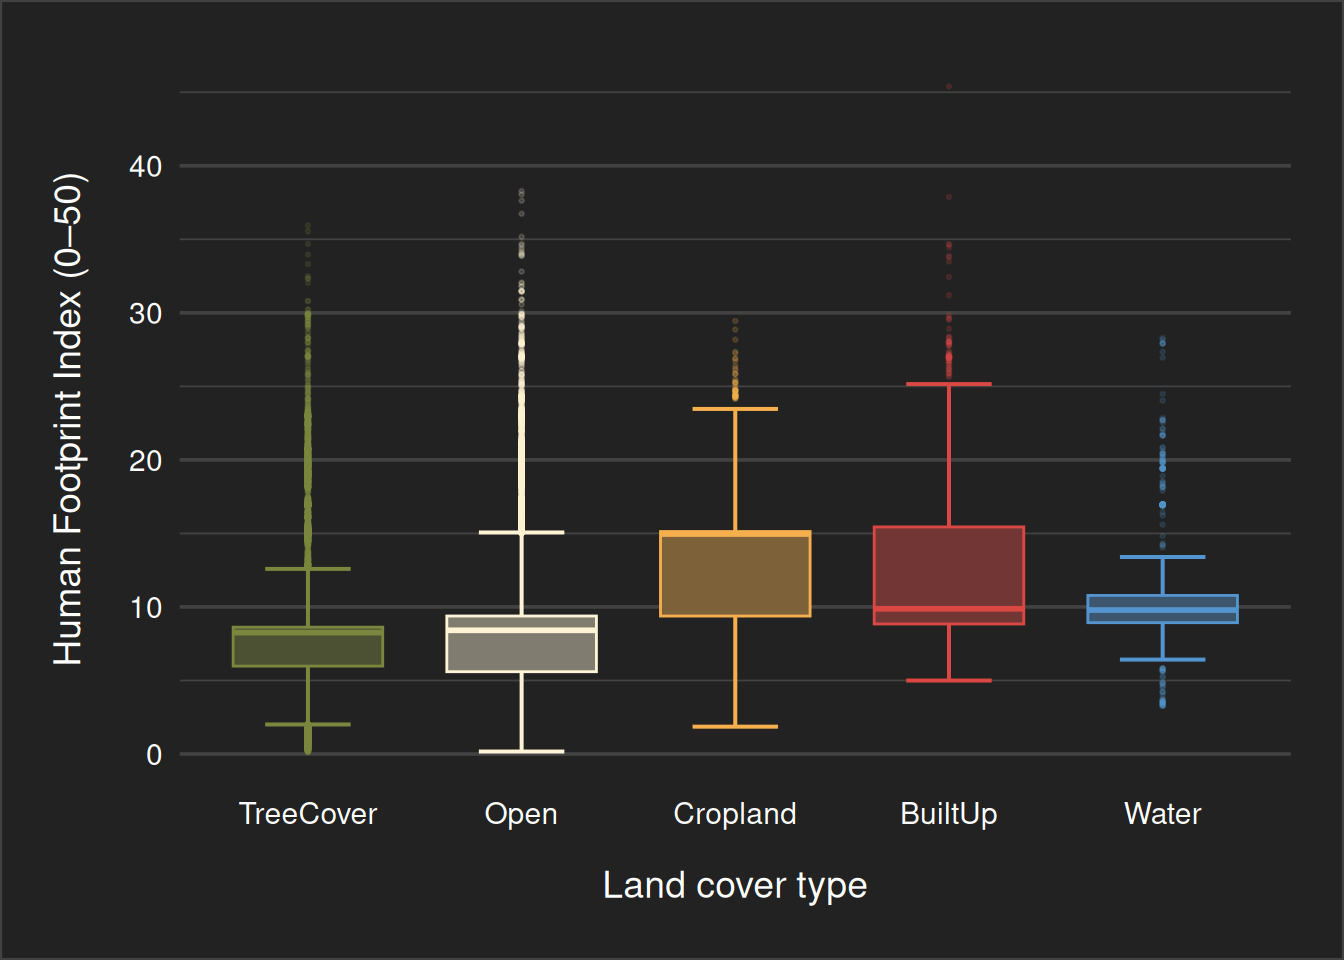 Human Footprint Index (0–50)
40
30
20
10
0
TreeCover Open Cropland BuiltUp Water
Land cover type